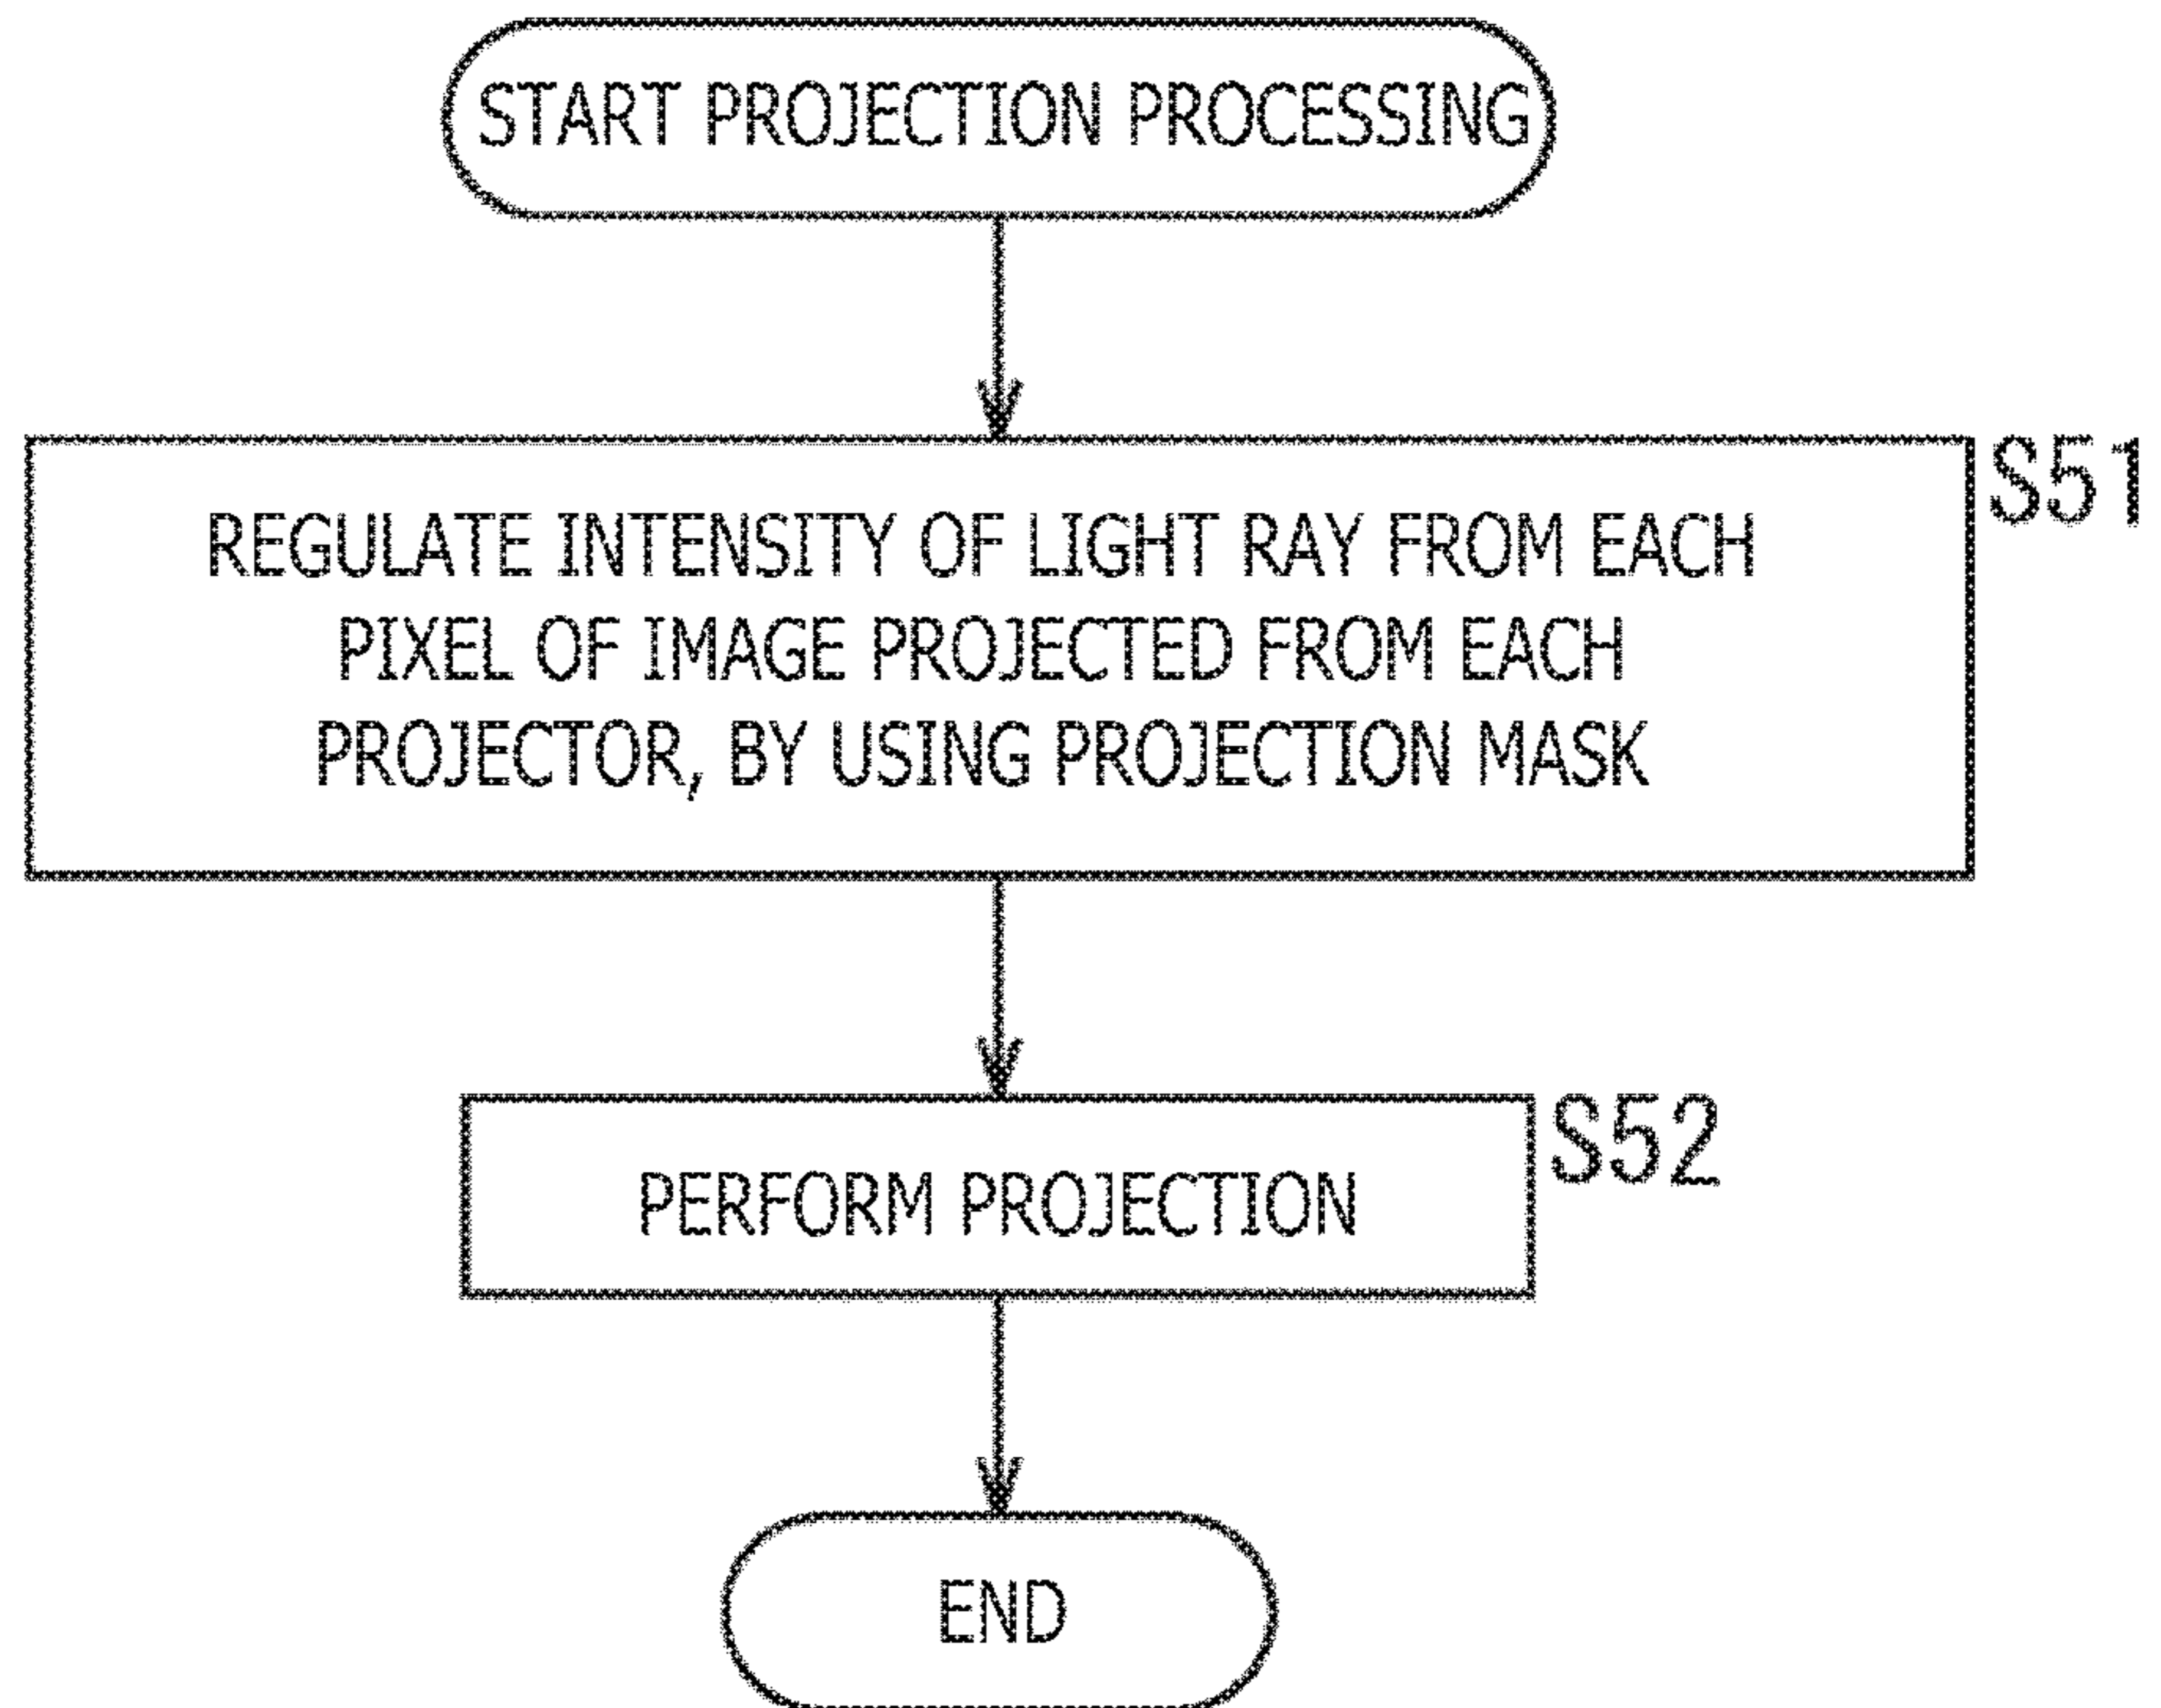 START PROJECTION PROCESSING
S51
REGULATE INTENSITY OF LIGHT RAY FROM EACH
PIXEL OF IMAGE PROJECTED FROM EACH
PROJECTOR, BY USING PROJECTION MASK
S52
PERFORM PROJECTION
END